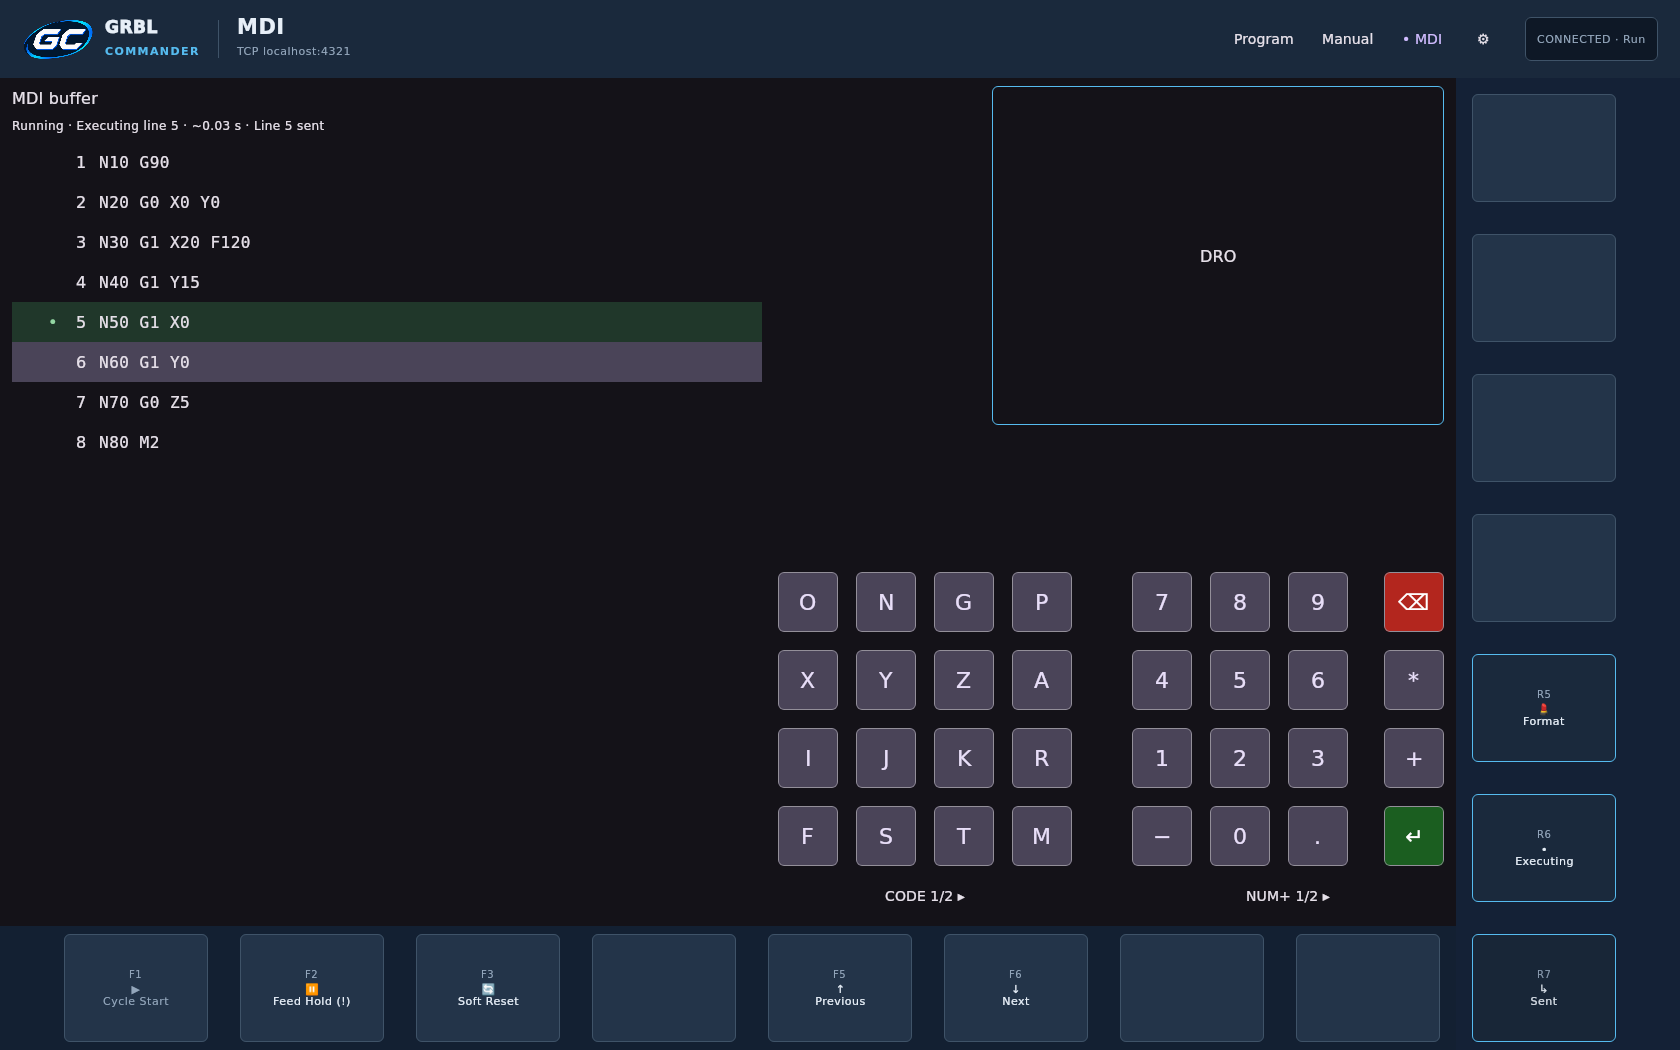 GC GRBL
COMMANDER
MDI
TCP localhost:4321
Program Manual • MDI ⚙ CONNECTED · Run
MDI buffer
Running · Executing line 5 · ~0.03 s · Line 5 sent
1 N10 G90
2 N20 G0 X0 Y0
3 N30 G1 X20 F120
4 N40 G1 Y15
• 5 N50 G1 X0
6 N60 G1 Y0
7 N70 G0 Z5
8 N80 M2
DRO
O N G P 7 8 9 ⌫
X Y Z A 4 5 6 *
I J K R 1 2 3 +
F S T M − 0 . ↵
CODE 1/2 ▸ NUM+ 1/2 ▸
R5
Format
R6
•
Executing
R7
↳
Sent
F1
▶
Cycle Start
F2
⏸
Feed Hold (!)
F3
🔄
Soft Reset
F5
↑
Previous
F6
↓
Next